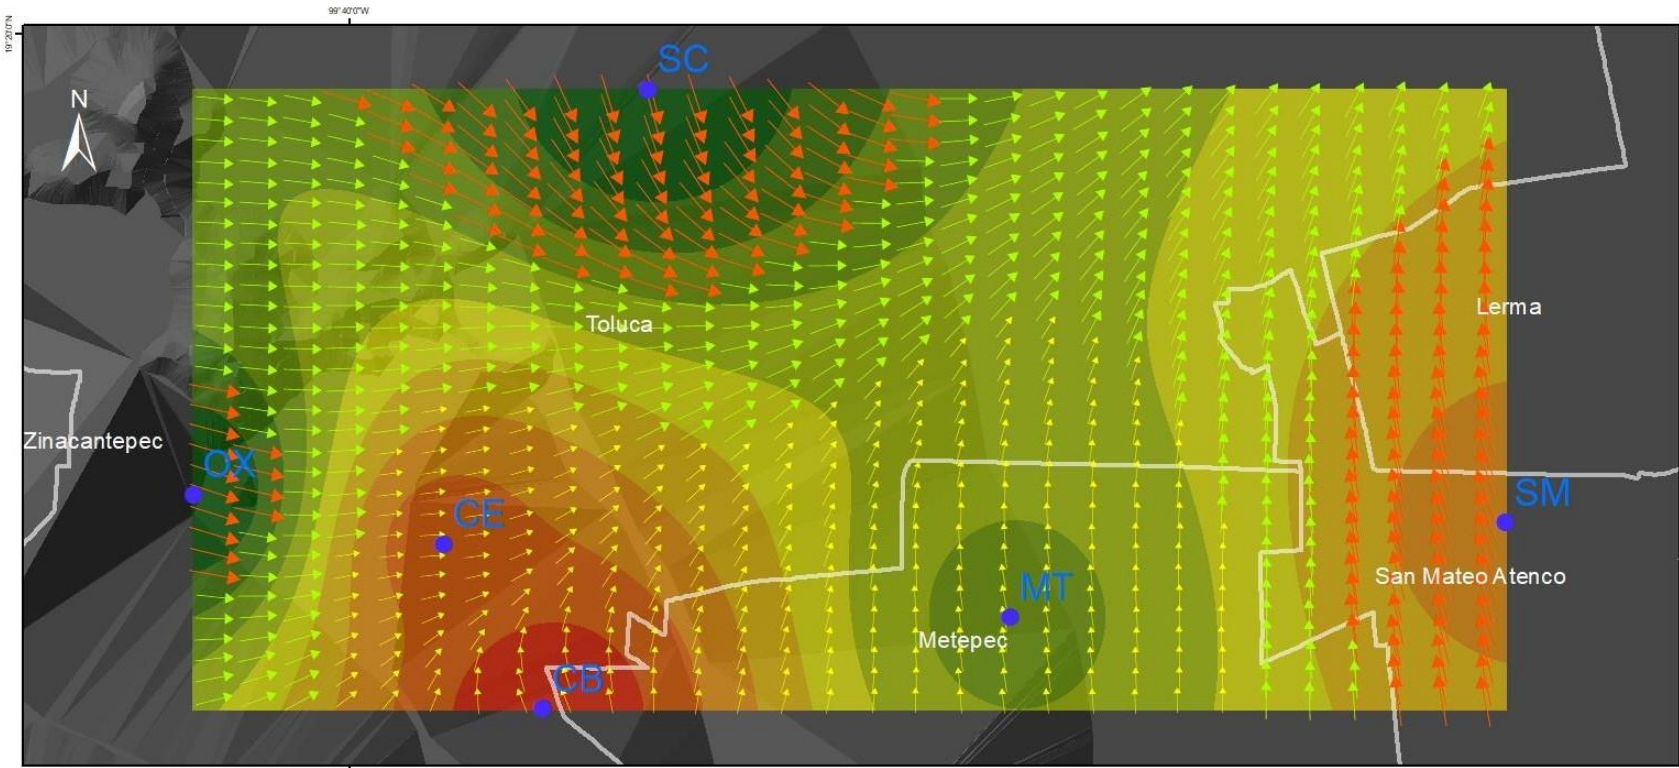 99°40'0"W
19°20'0"N
N
SC
Toluca
Lerma
Zinacantepec
OX
CE
SM
San Mateo Atenco
MT
Metepec
CB